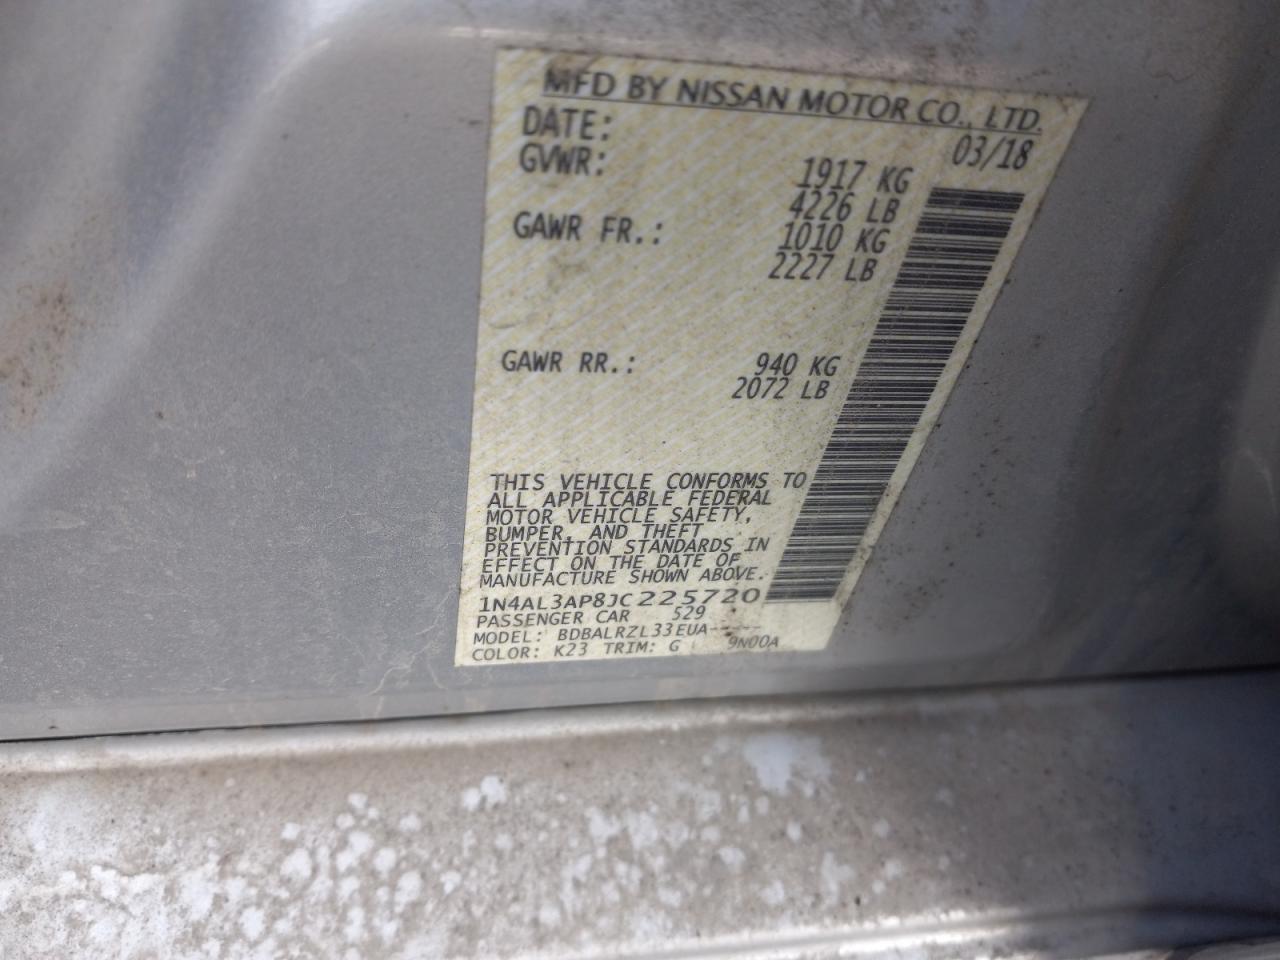 MFD BY NISSAN MOTOR CO., LTD.
DATE: 03/18
GVWR: 1917 KG
4226 LB
GAWR FR.: 1010 KG
2227 LB
GAWR RR.: 940 KG
2072 LB
THIS VEHICLE CONFORMS TO
ALL APPLICABLE FEDERAL
MOTOR VEHICLE SAFETY,
BUMPER, AND THEFT
PREVENTION STANDARDS IN
EFFECT ON THE DATE OF
MANUFACTURE SHOWN ABOVE.
1N4AL3AP8JC225720
PASSENGER CAR 529
MODEL: BDBALRZL33EUA-----
COLOR: K23 TRIM: G 9N00A